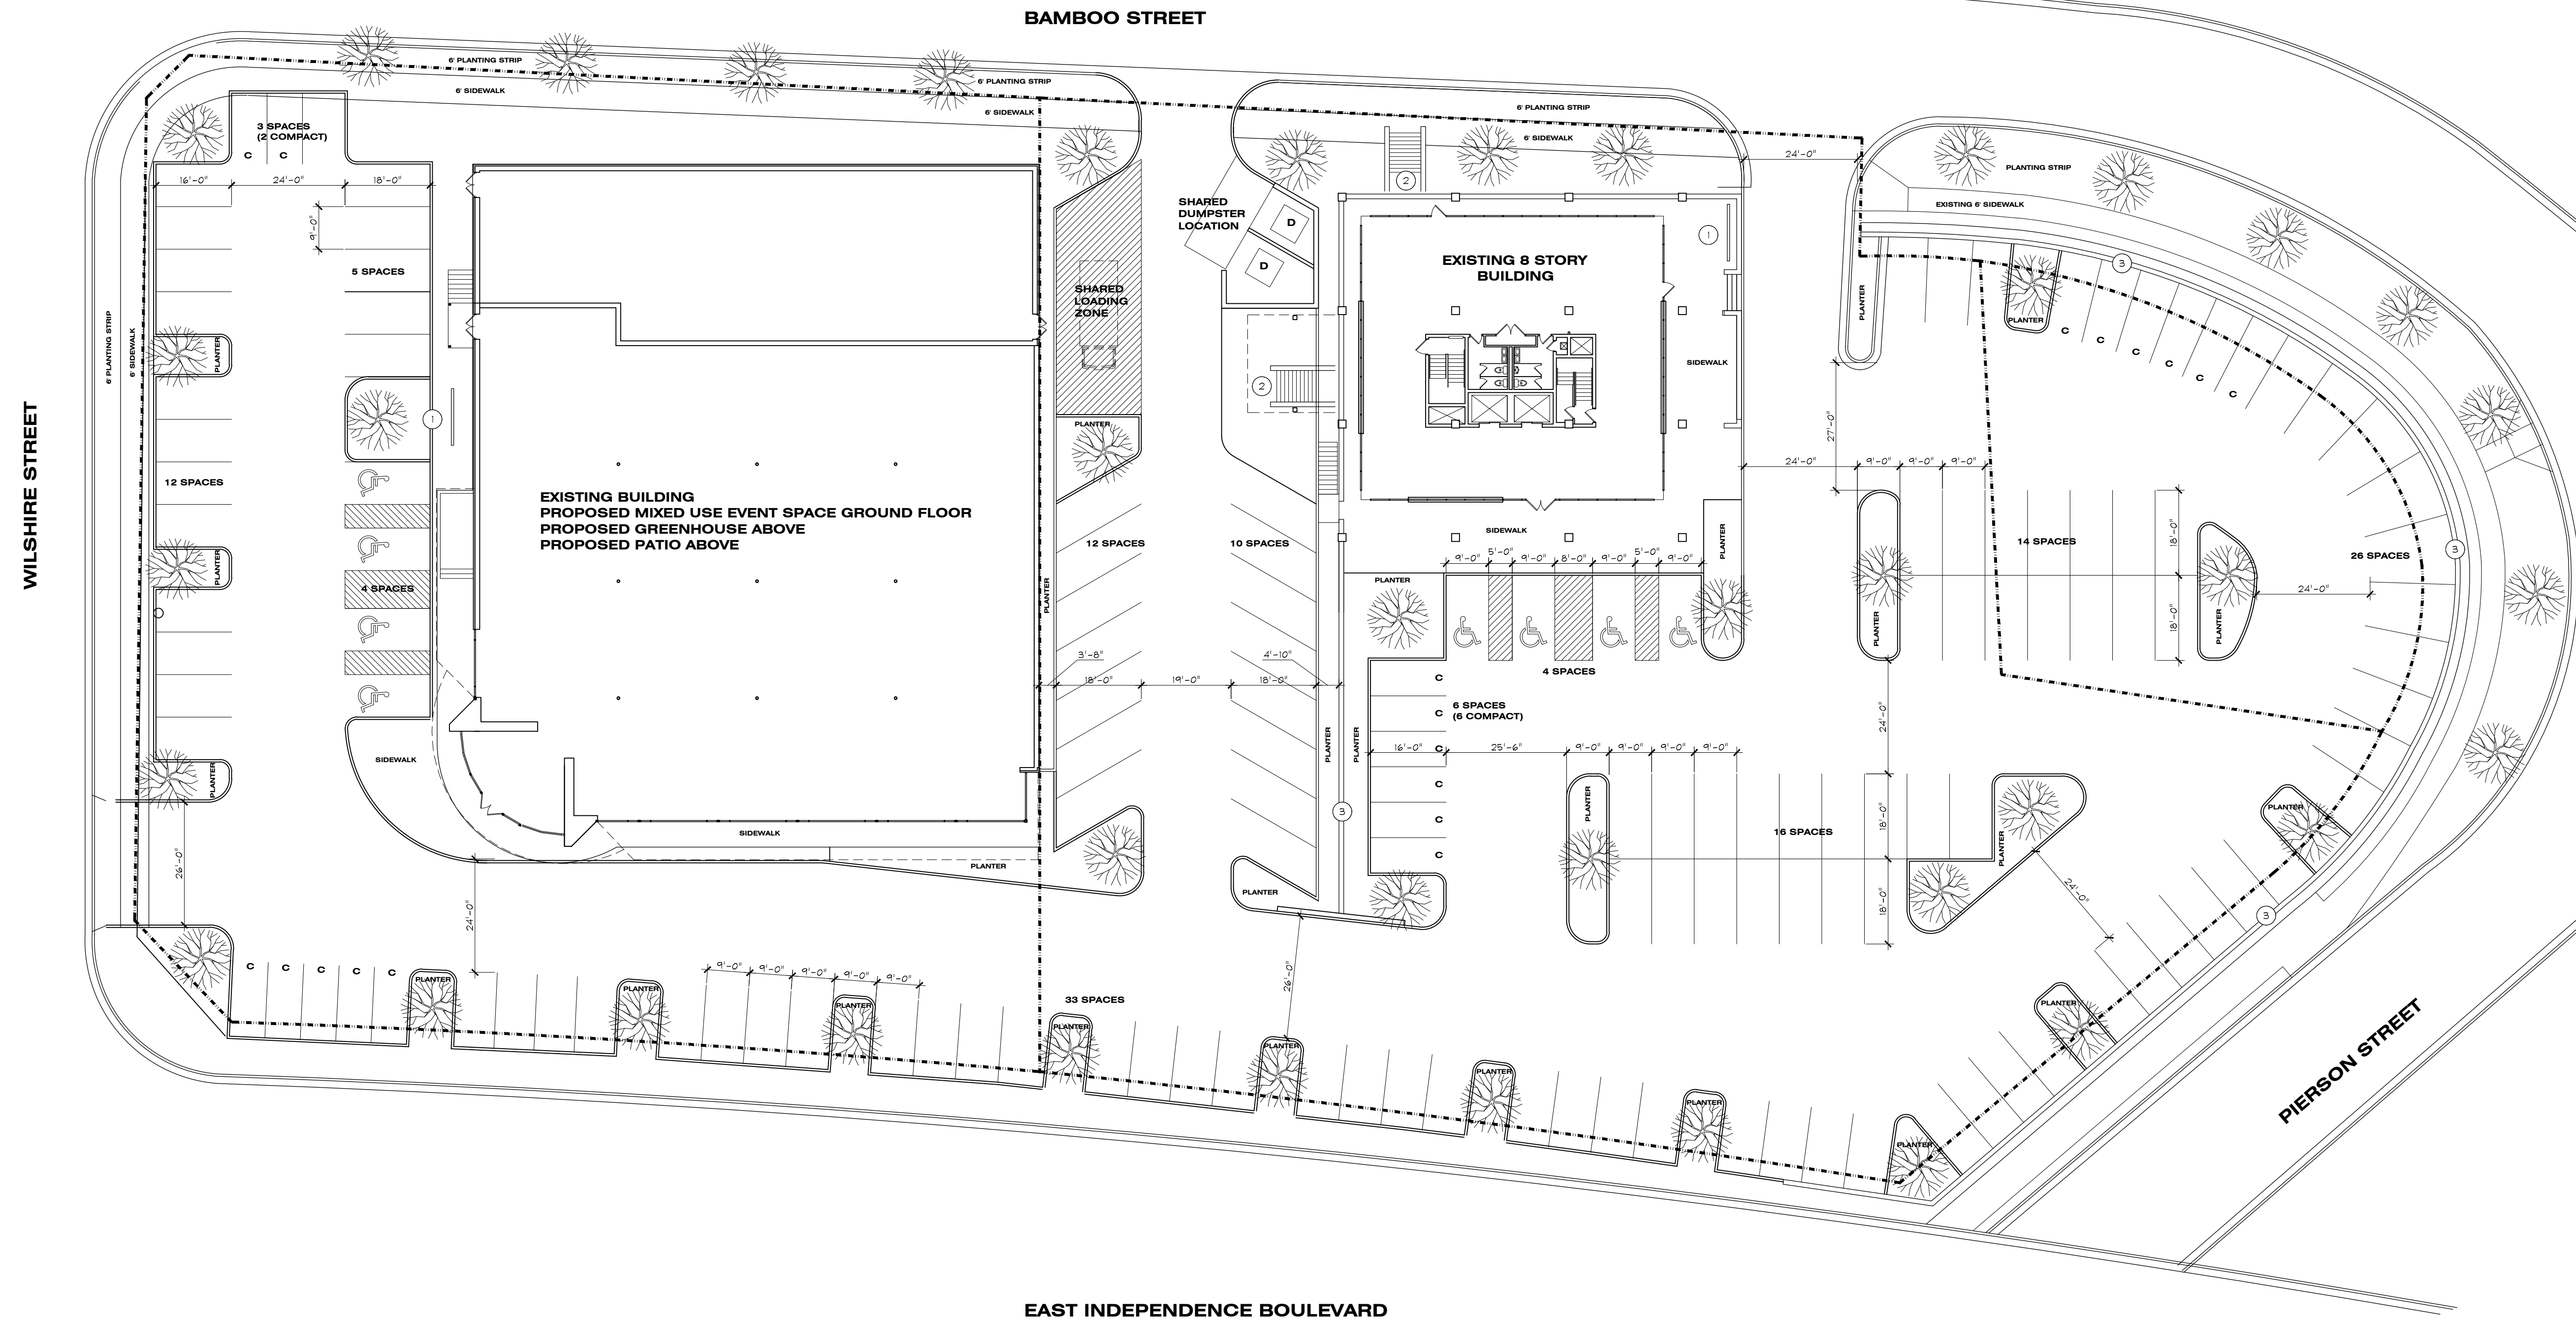 BAMBOO STREET
6' PLANTING STRIP
6' PLANTING STRIP
6' SIDEWALK
6' SIDEWALK
6' PLANTING STRIP
6' SIDEWALK
3 SPACES
(2 COMPACT)
C
C
16'-0"
24'-0"
18'-0"
9'-0"
5 SPACES
24'-0"
PLANTING STRIP
EXISTING 6' SIDEWALK
2
1
3
SHARED
DUMPSTER
LOCATION
D
D
EXISTING 8 STORY
BUILDING
SHARED
LOADING
ZONE
PLANTER
PLANTER
C
C
C
C
C
C
6' PLANTING STRIP
6' SIDEWALK
PLANTER
SIDEWALK
2
1
PLANTER
27'-0"
WILSHIRE STREET
12 SPACES
24'-0"
9'-0"
9'-0"
9'-0"
EXISTING BUILDING
PROPOSED MIXED USE EVENT SPACE GROUND FLOOR
PROPOSED GREENHOUSE ABOVE
PROPOSED PATIO ABOVE
SIDEWALK
PLANTER
12 SPACES
10 SPACES
9'-0"
5'-0"
9'-0"
8'-0"
9'-0"
5'-0"
9'-0"
14 SPACES
18'-0"
26 SPACES
3
PLANTER
4 SPACES
PLANTER
PLANTER
PLANTER
18'-0"
PLANTER
24'-0"
3'-8"
4'-10"
18'-0"
19'-0"
18'-0"
4 SPACES
C
C
C
C
C
C
6 SPACES
(6 COMPACT)
24'-0"
SIDEWALK
PLANTER
PLANTER
16'-0"
25'-6"
9'-0"
9'-0"
9'-0"
9'-0"
PLANTER
3
PLANTER
16 SPACES
18'-0"
PLANTER
PLANTER
SIDEWALK
PLANTER
PLANTER
26'-0"
24'-0"
18'-0"
24'-0"
3
C
C
C
C
C
PLANTER
PLANTER
9'-0"
9'-0"
9'-0"
9'-0"
9'-0"
PLANTER
33 SPACES
26'-0"
PLANTER
PLANTER
PLANTER
PLANTER
PLANTER
PLANTER
PIERSON STREET
EAST INDEPENDENCE BOULEVARD